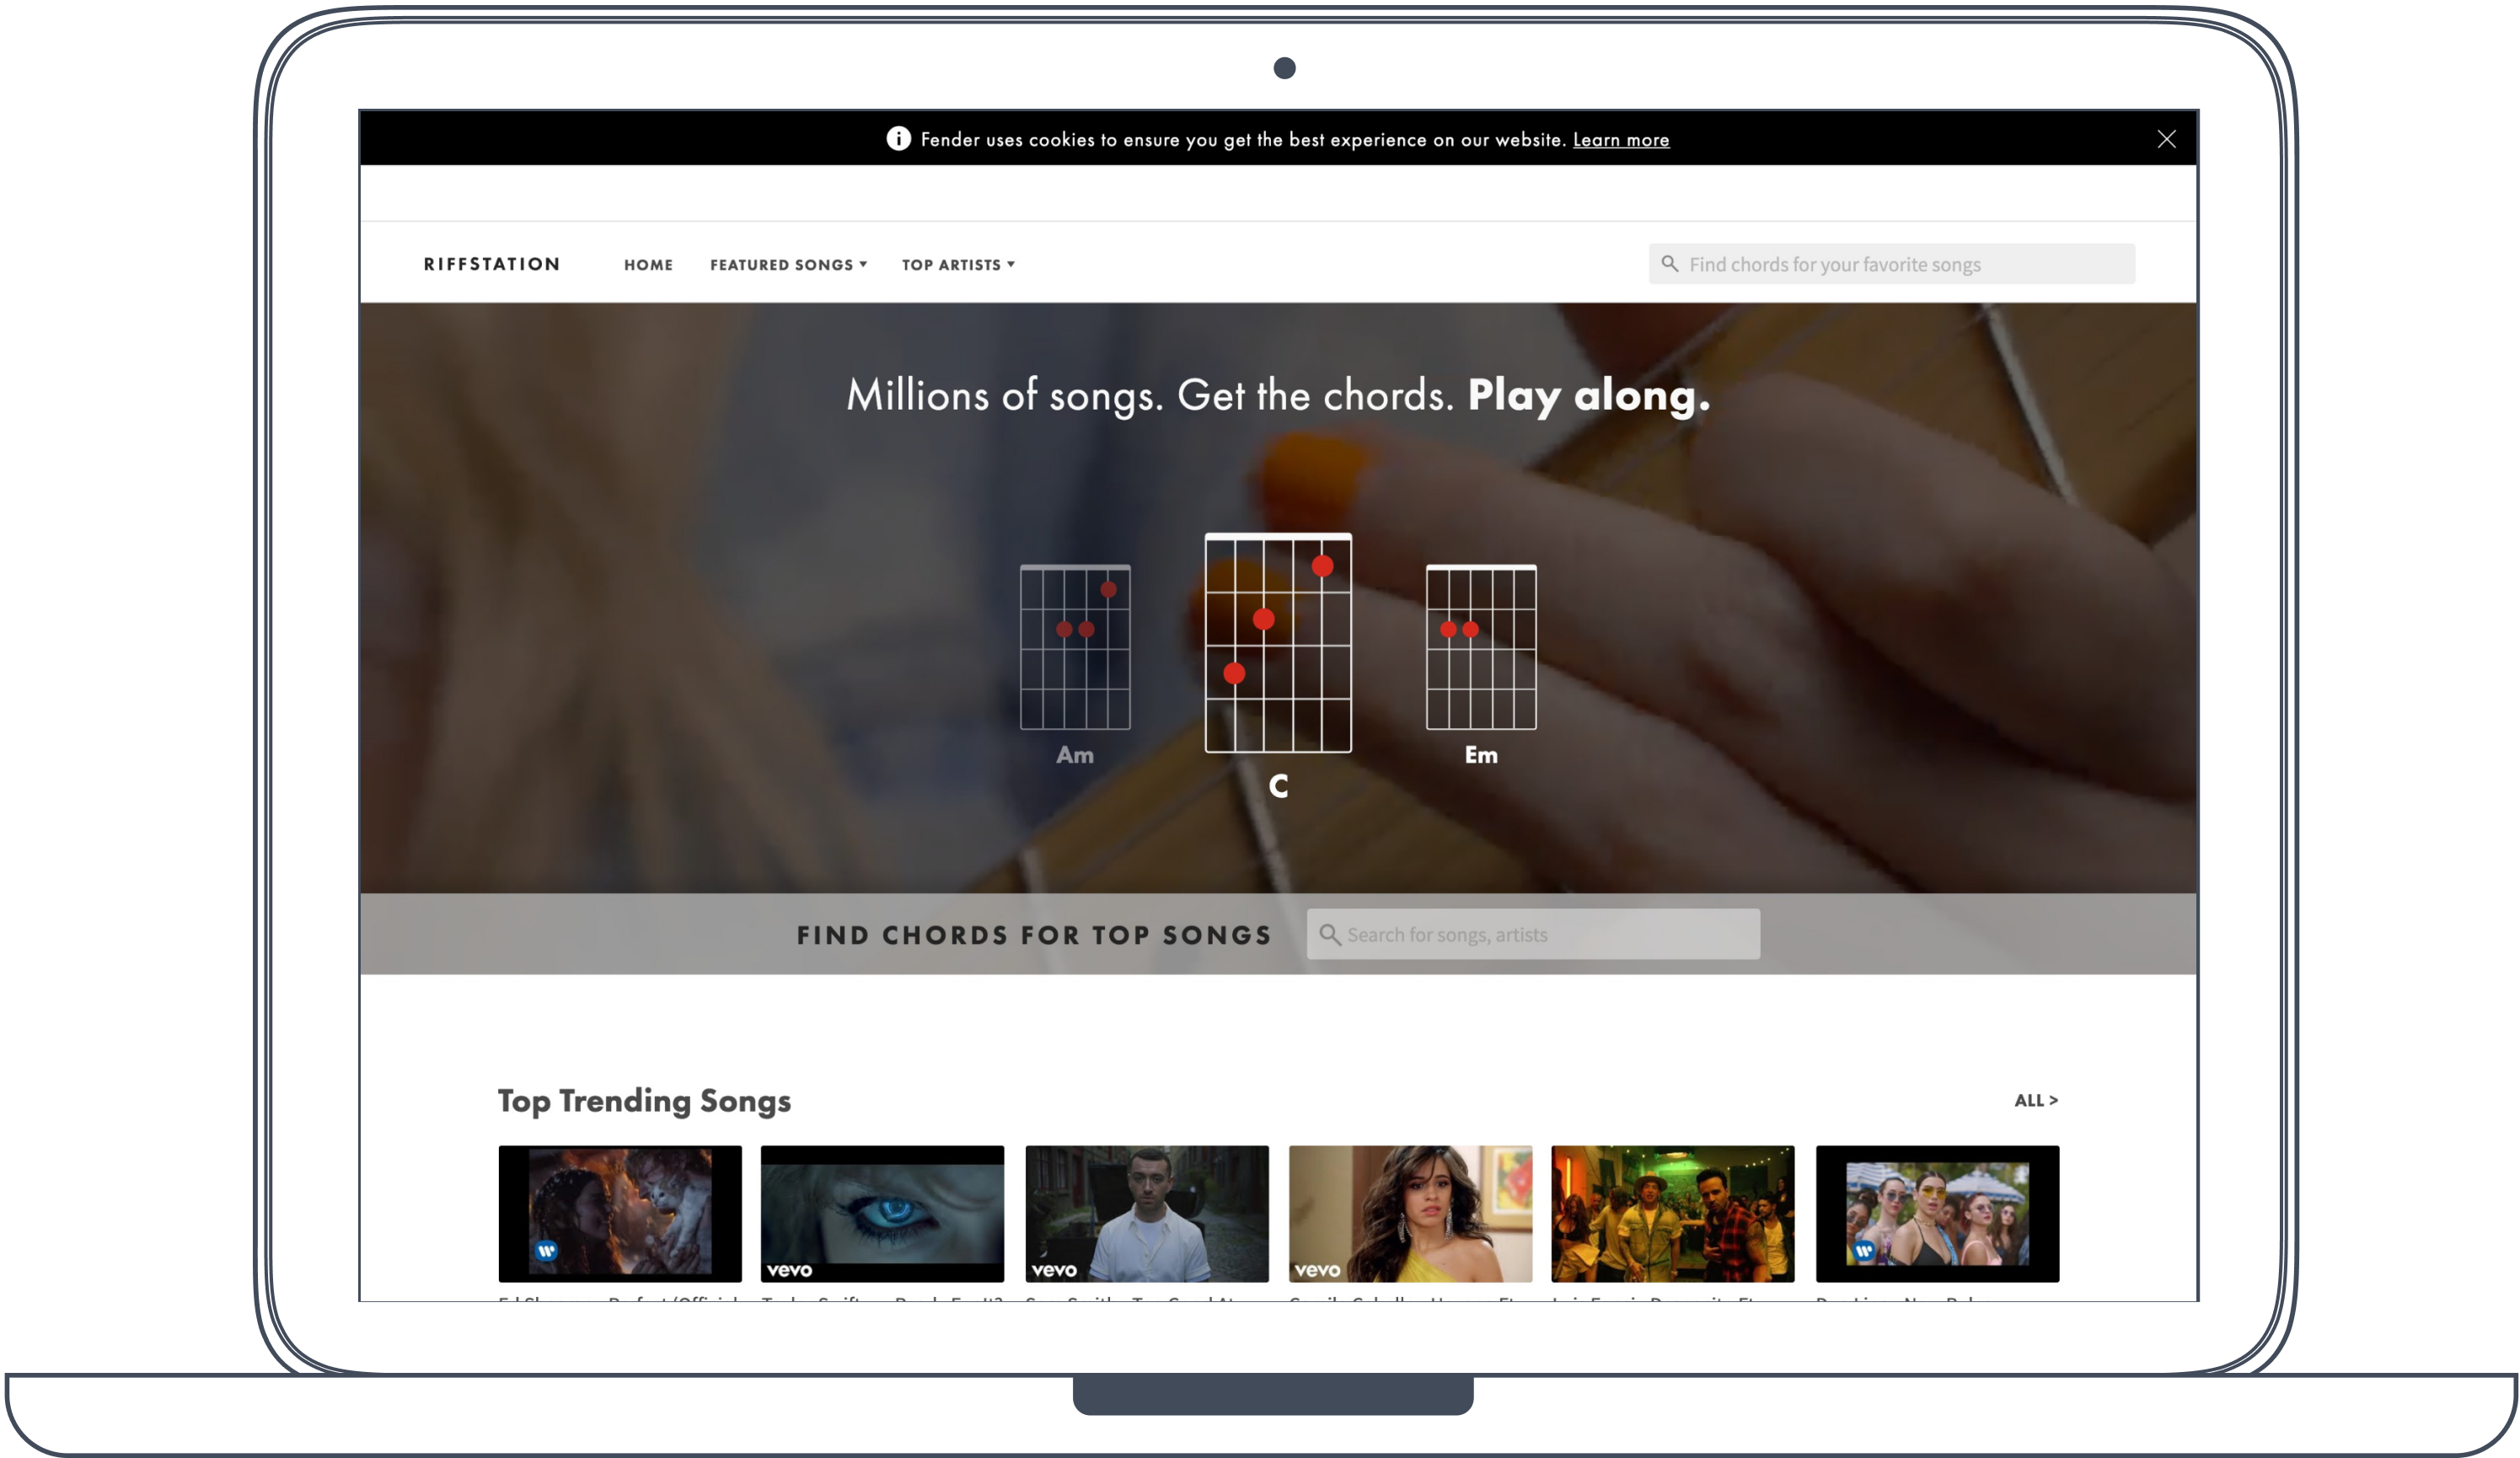 Fender uses cookies to ensure you get the best experience on our website. Learn more
RIFFSTATION HOME FEATURED SONGS TOP ARTISTS Find chords for your favorite songs
Millions of songs. Get the chords. Play along.
Am
C
Em
FIND CHORDS FOR TOP SONGS Search for songs, artists
Top Trending Songs ALL >
vevo
vevo
vevo